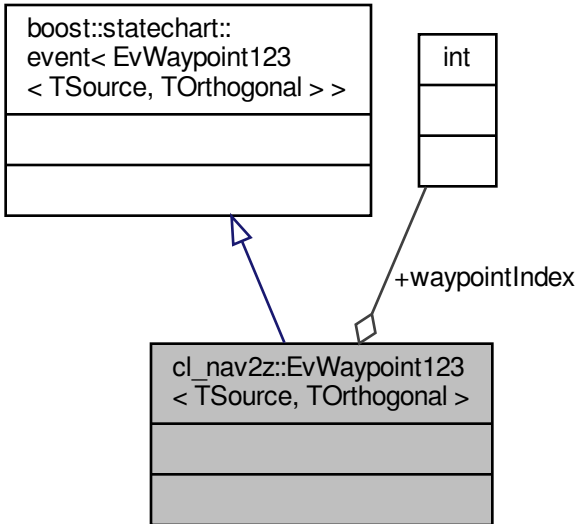 boost::statechart::
event< EvWaypoint123
< TSource, TOrthogonal > >
int
+waypointIndex
cl_nav2z::EvWaypoint123
< TSource, TOrthogonal >